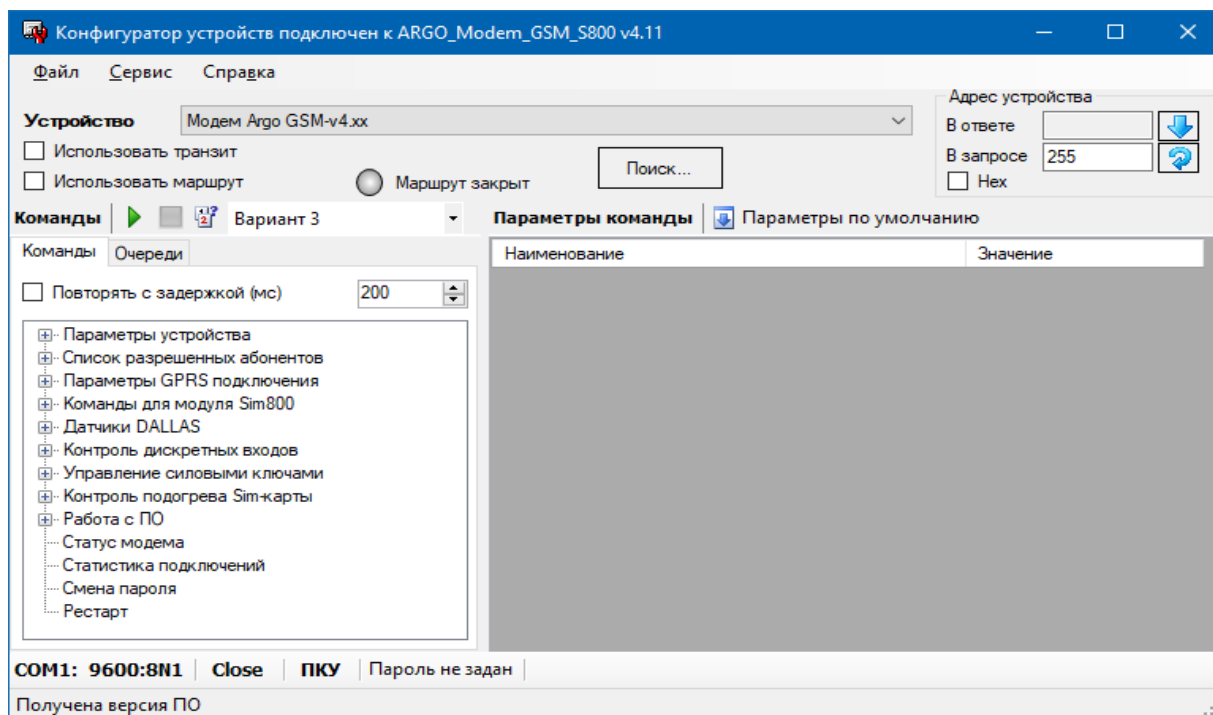 Конфигуратор устройств подключен к ARGO_Modem_GSM_S800 v4.11
Файл Сервис Справка
Устройство Модем Argo GSM-v4.xx
Использовать транзит
Использовать маршрут Маршрут закрыт Поиск...
Адрес устройства
В ответе
В запросе 255
Hex
Команды Вариант 3 Параметры команды Параметры по умолчанию
Команды Очереди
Наименование Значение
Повторять с задержкой (мс) 200
Параметры устройства
Список разрешенных абонентов
Параметры GPRS подключения
Команды для модуля Sim800
Датчики DALLAS
Контроль дискретных входов
Управление силовыми ключами
Контроль подогрева Sim-карты
Работа с ПО
Статус модема
Статистика подключений
Смена пароля
Рестарт
COM1: 9600:8N1 Close ПКУ Пароль не задан
Получена версия ПО